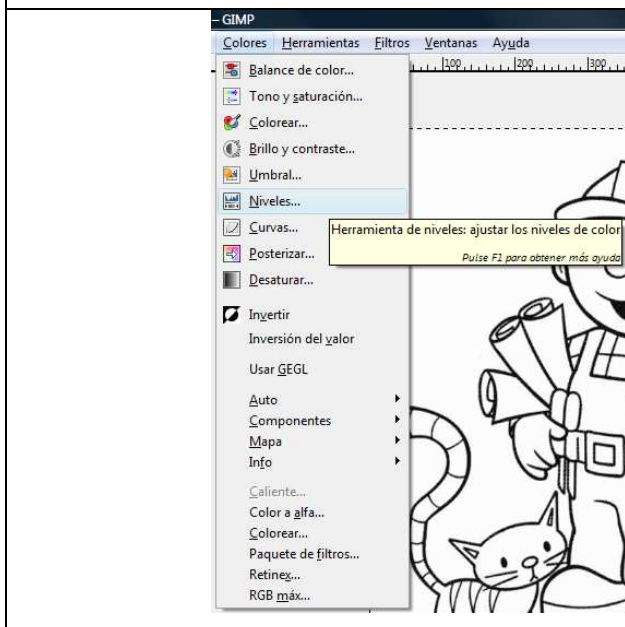 – GIMP
Colores Herramientas Filtros Ventanas Ayuda
100 200 300
Balance de color...
Tono y saturación...
Colorear...
Brillo y contraste...
Umbral...
Niveles...
Curvas...
Herramienta de niveles: ajustar los niveles de color
Posterizar...
Pulse F1 para obtener más ayuda
Desaturar...
Invertir
Inversión del valor
Usar GEGL
Auto
Componentes
Mapa
Info
Caliente...
Color a alfa...
Colorear...
Paquete de filtros...
Retinex...
RGB máx...